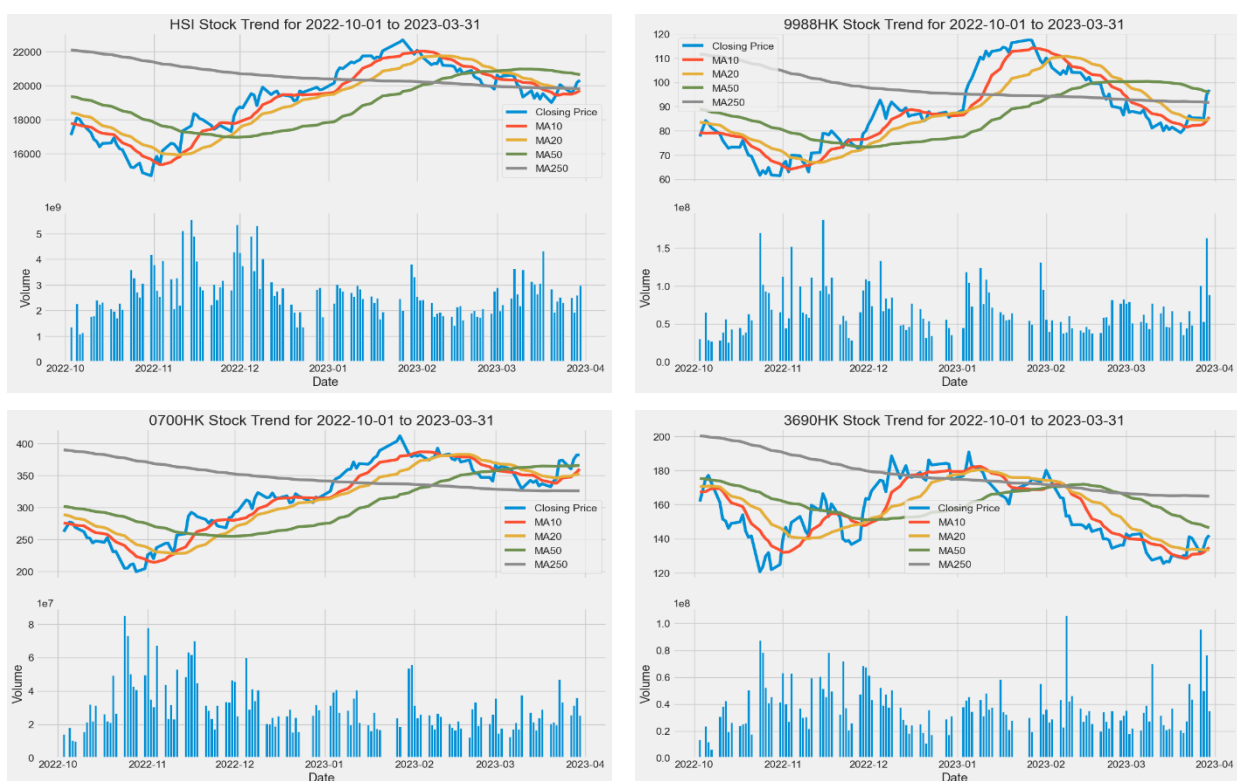 HSI Stock Trend for 2022-10-01 to 2023-03-31
22000
20000
18000
16000
Closing Price
MA10
MA20
MA50
MA250
1e9
5
4
3
2
1
0
Volume
2022-10 2022-11 2022-12 2023-01 2023-02 2023-03 2023-04
Date
9988HK Stock Trend for 2022-10-01 to 2023-03-31
120
100
90
80
70
60
Closing Price
MA10
MA20
MA50
MA250
1e8
1.5
1.0
0.5
0.0
Volume
2022-10 2022-11 2022-12 2023-01 2023-02 2023-03 2023-04
Date
0700HK Stock Trend for 2022-10-01 to 2023-03-31
400
350
300
250
200
Closing Price
MA10
MA20
MA50
MA250
1e7
8
6
4
2
0
Volume
2022-10 2022-11 2022-12 2023-01 2023-02 2023-03 2023-04
Date
3690HK Stock Trend for 2022-10-01 to 2023-03-31
200
180
160
140
120
Closing Price
MA10
MA20
MA50
MA250
1e8
1.0
0.8
0.6
0.4
0.2
0.0
Volume
2022-10 2022-11 2022-12 2023-01 2023-02 2023-03 2023-04
Date